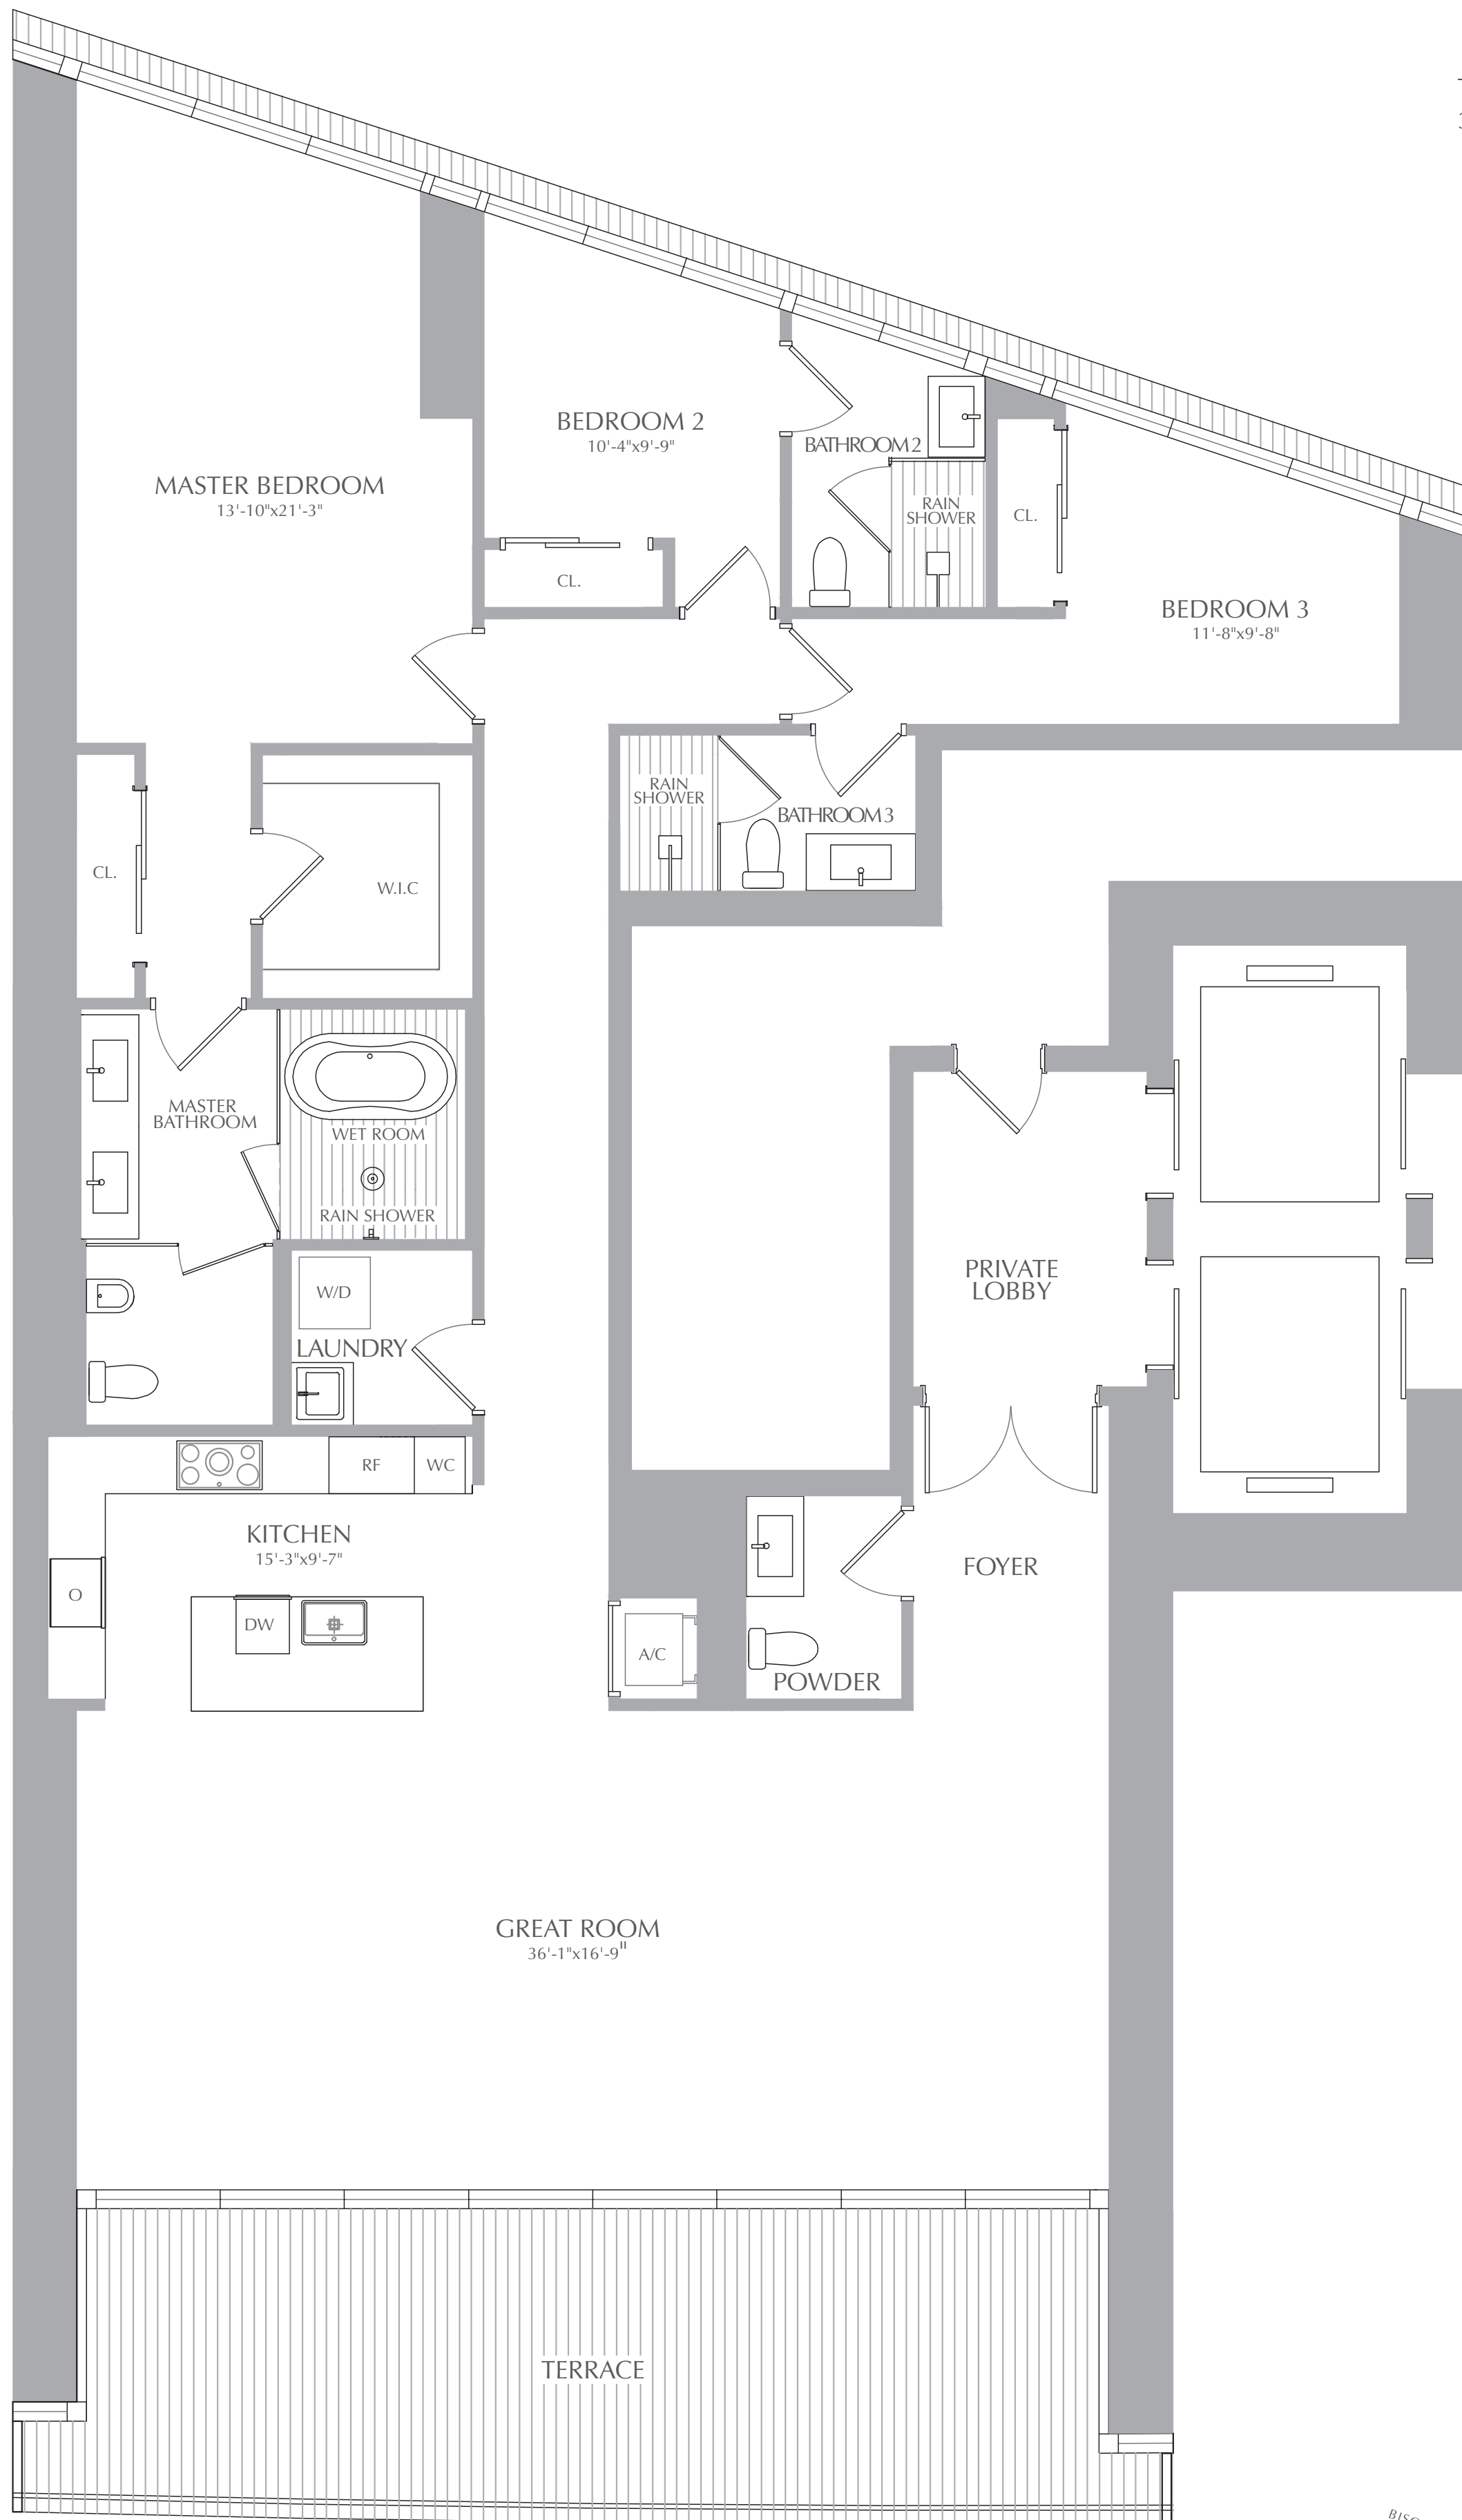 BEDROOM 2
10'-4"x9'-9"
BATHROOM 2
MASTER BEDROOM
13'-10"x21'-3"
RAIN
SHOWER
CL.
CL.
BEDROOM 3
11'-8"x9'-8"
RAIN
SHOWER
BATHROOM 3
CL.
W.I.C
MASTER
BATHROOM
WET ROOM
RAIN SHOWER
W/D
LAUNDRY
PRIVATE
LOBBY
RF
WC
KITCHEN
15'-3"x9'-7"
FOYER
O
DW
A/C
POWDER
GREAT ROOM
36'-1"x16'-9"
TERRACE